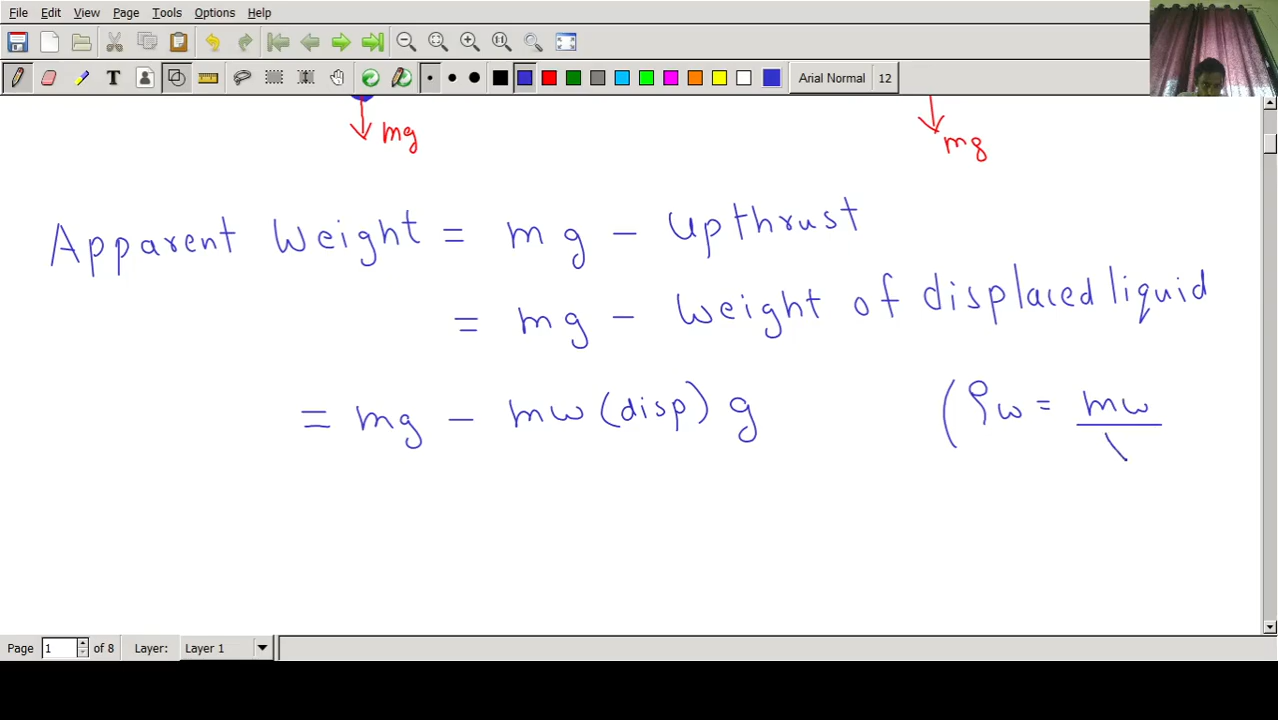 File Edit View Page Tools Options Help
T Arial Normal 12
mg mg
Apparent Weight = mg - Upthrust
= mg - Weight of displaced liquid
= mg - mw (disp) g (ρw = mw
Page 1 of 8 Layer: Layer 1